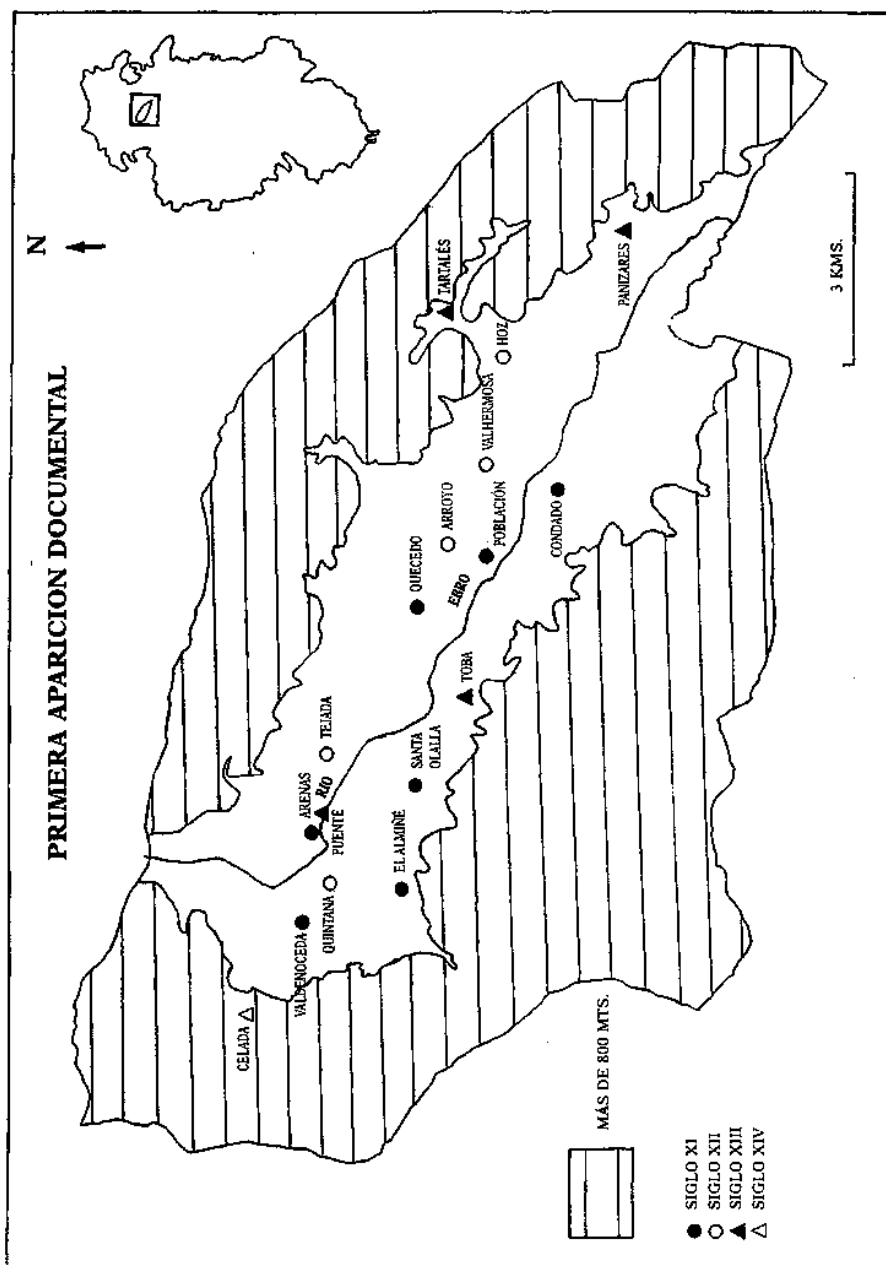 PRIMERA APARICION DOCUMENTAL
N
CELADA
VALDENOCEDA
QUINTANA
PUENTE
ARENAS
RIO
TEJADA
EL ALMIÑÉ
SANTA
OLALLA
TOBA
QUECEDO
EBRO
ARROYO
POBLACIÓN
VALHERMOSA
CONDADO
HOZ
TARTALÉS
PANIZARES
3 KMS.
MÁS DE 800 MTS.
SIGLO XI
SIGLO XII
SIGLO XIII
SIGLO XIV